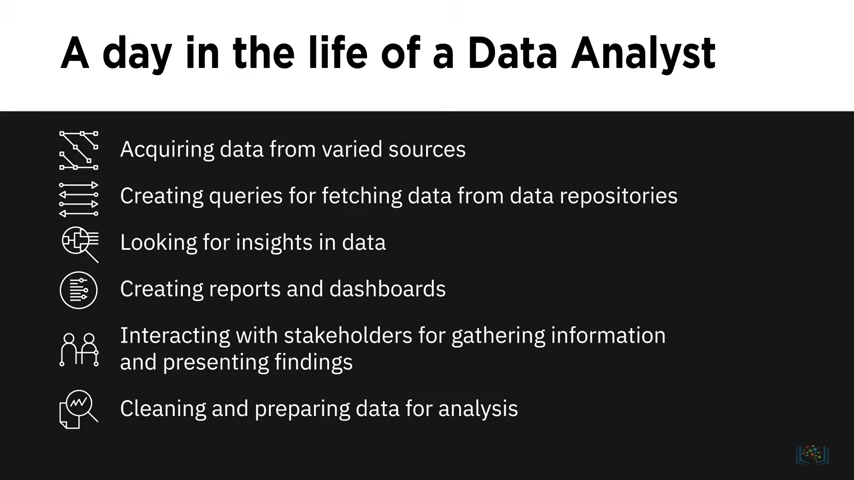 A day in the life of a Data Analyst
Acquiring data from varied sources
Creating queries for fetching data from data repositories
Looking for insights in data
Creating reports and dashboards
Interacting with stakeholders for gathering information
and presenting findings
Cleaning and preparing data for analysis